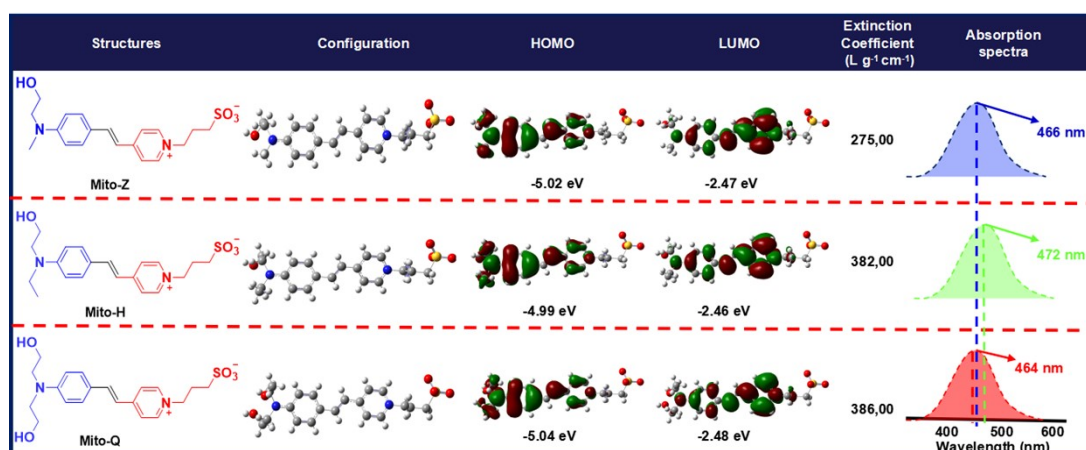 Structures
Configuration
HOMO
LUMO
Extinction
Coefficient
(L g⁻¹ cm⁻¹)
Absorption
spectra
HO
N
SO₃⁻
N⁺
Mito-Z
-5.02 eV
-2.47 eV
275,00
466 nm
HO
N
SO₃⁻
N⁺
Mito-H
-4.99 eV
-2.46 eV
382,00
472 nm
HO
N
SO₃⁻
N⁺
HO
Mito-Q
-5.04 eV
-2.48 eV
386,00
464 nm
400 500 600
Wavelength (nm)